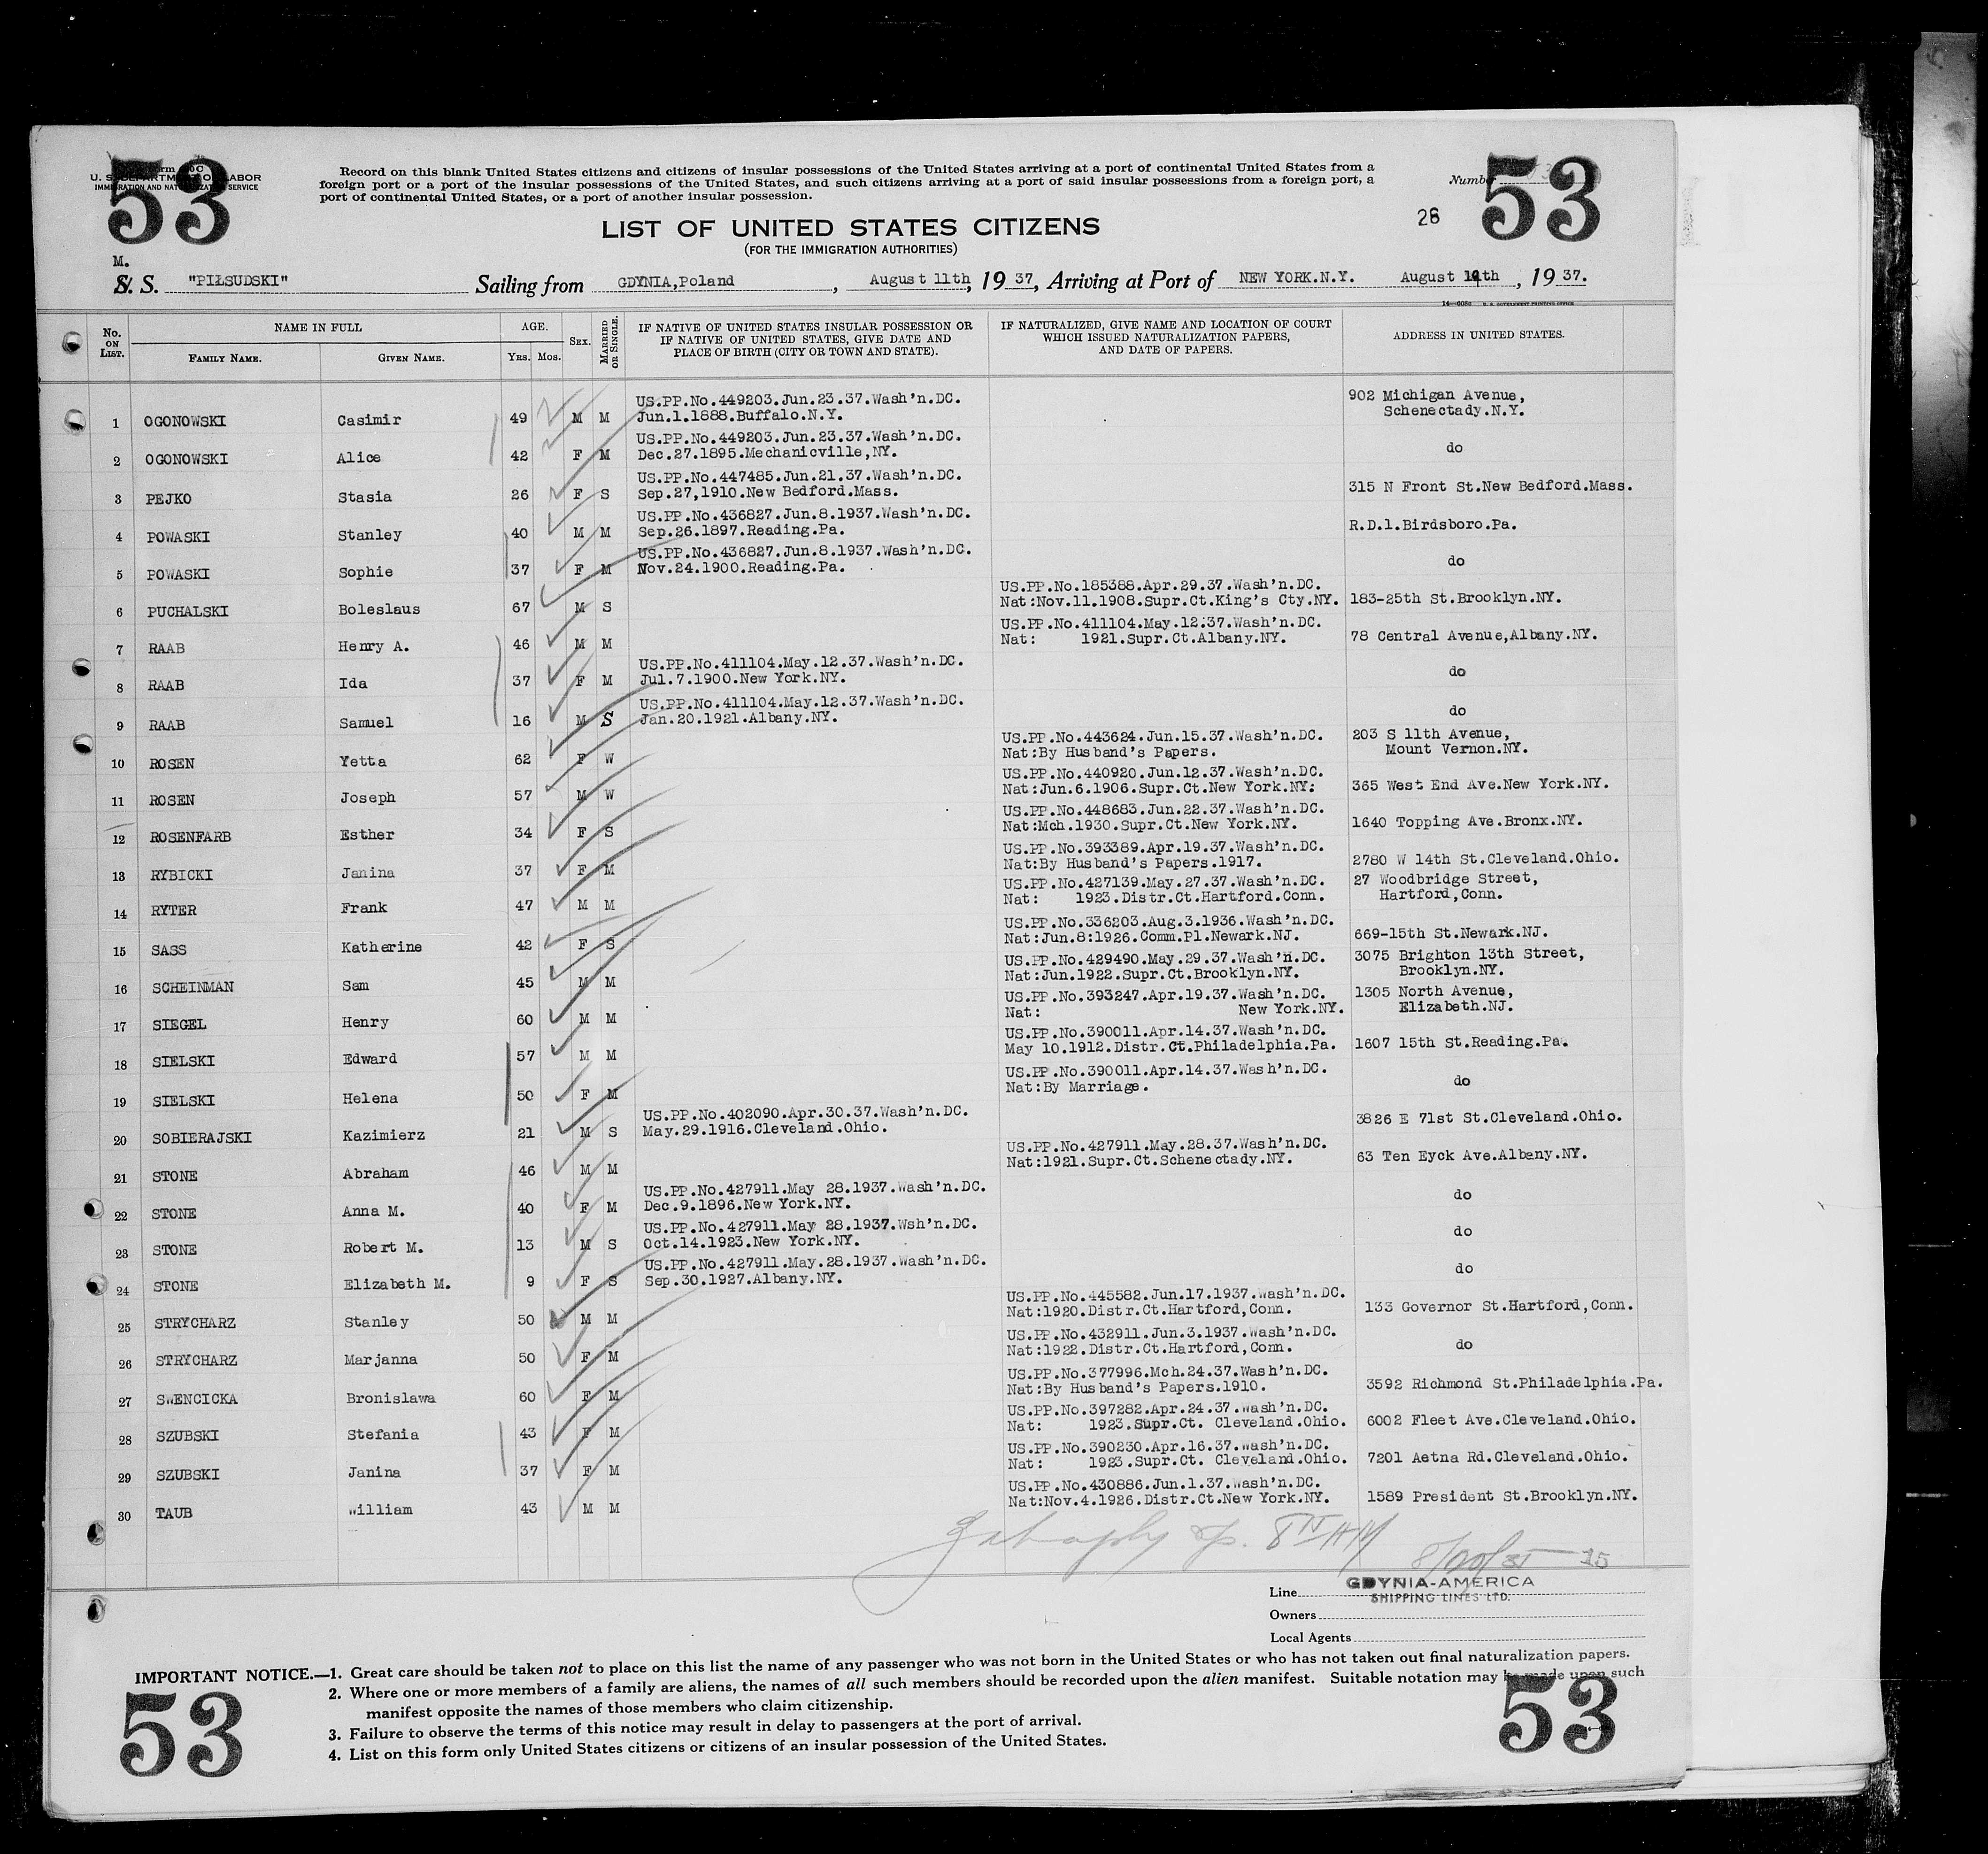 53
Form 630 C
U. S. DEPARTMENT OF LABOR
IMMIGRATION AND NATURALIZATION SERVICE
Record on this blank United States citizens and citizens of insular possessions of the United States arriving at a port of continental United States from a
foreign port or a port of the insular possessions of the United States, and such citizens arriving at a port of said insular possessions from a foreign port, a
port of continental United States, or a port of another insular possession.
Number
53
26
LIST OF UNITED STATES CITIZENS
(FOR THE IMMIGRATION AUTHORITIES)
M.
S. S. "PIŁSUDSKI" Sailing from GDYNIA,Poland, August 11th, 1937, Arriving at Port of NEW YORK.N.Y. August 19th, 1937.
No. ON LIST. NAME IN FULL FAMILY NAME. GIVEN NAME. AGE. YRS. MOS. SEX. MARRIED OR SINGLE. IF NATIVE OF UNITED STATES INSULAR POSSESSION OR IF NATIVE OF UNITED STATES, GIVE DATE AND PLACE OF BIRTH (CITY OR TOWN AND STATE). IF NATURALIZED, GIVE NAME AND LOCATION OF COURT WHICH ISSUED NATURALIZATION PAPERS, AND DATE OF PAPERS. ADDRESS IN UNITED STATES.
US.PP.No.449203.Jun.23.37.Wash'n.DC. 902 Michigan Avenue,
1 OGONOWSKI Casimir 49 M M Jun.1.1888.Buffalo.N.Y. Schenectady.N.Y.
US.PP.No.449203.Jun.23.37.Wash'n.DC.
2 OGONOWSKI Alice 42 F M Dec.27.1895.Mechanicville,NY. do
US.PP.No.447485.Jun.21.37.Wash'n.DC.
3 PEJKO Stasia 26 F S Sep.27,1910.New Bedford.Mass. 315 N Front St.New Bedford.Mass.
US.PP.No.436827.Jun.8.1937.Wash'n.DC.
4 POWASKI Stanley 40 M M Sep.26.1897.Reading.Pa. R.D.1.Birdsboro.Pa.
US.PP.No.436827.Jun.8.1937.Wash'n.DC.
5 POWASKI Sophie 37 F M Nov.24.1900.Reading.Pa. do
US.PP.No.185388.Apr.29.37.Wash'n.DC.
6 PUCHALSKI Boleslaus 67 M S Nat:Nov.11.1908.Supr.Ct.King's Cty.NY. 183-25th St.Brooklyn.NY.
US.PP.No.411104.May.12.37.Wash'n.DC.
7 RAAB Henry A. 46 M M Nat: 1921.Supr.Ct.Albany.NY. 78 Central Avenue,Albany.NY.
US.PP.No.411104.May.12.37.Wash'n.DC.
8 RAAB Ida 37 F M Jul.7.1900.New York.NY. do
US.PP.No.411104.May.12.37.Wash'n.DC.
9 RAAB Samuel 16 M S Jan.20.1921.Albany.NY. do
US.PP.No.443624.Jun.15.37.Wash'n.DC. 203 S 11th Avenue,
10 ROSEN Yetta 62 F W Nat:By Husband's Papers. Mount Vernon.NY.
US.PP.No.440920.Jun.12.37.Wash'n.DC.
11 ROSEN Joseph 57 M W Nat:Jun.6.1906.Supr.Ct.New York.NY: 365 West End Ave.New York.NY.
US.PP.No.448683.Jun.22.37.Wash'n.DC.
12 ROSENFARB Esther 34 F S Nat:Mch.1930.Supr.Ct.New York.NY. 1640 Topping Ave.Bronx.NY.
US.PP.No.393389.Apr.19.37.Wash'n.DC.
13 RYBICKI Janina 37 F M Nat:By Husband's Papers.1917. 2780 W 14th St.Cleveland.Ohio.
US.PP.No.427139.May.27.37.Wash'n.DC. 27 Woodbridge Street,
14 RYTER Frank 47 M M Nat: 1923.Distr.Ct.Hartford.Conn. Hartford,Conn.
US.PP.No.336203.Aug.3.1936.Wash'n.DC.
15 SASS Katherine 42 F S Nat:Jun.8:1926.Comm.Pl.Newark.NJ. 669-15th St.Newark.NJ.
US.PP.No.429490.May.29.37.Wash'n.DC. 3075 Brighton 13th Street,
16 SCHEINMAN Sam 45 M M Nat:Jun.1922.Supr.Ct.Brooklyn.NY. Brooklyn.NY.
US.PP.No.393247.Apr.19.37.Wash'n.DC. 1305 North Avenue,
17 SIEGEL Henry 60 M M Nat: New York.NY. Elizabeth.NJ.
US.PP.No.390011.Apr.14.37.Wash'n.DC.
18 SIELSKI Edward 57 M M May 10.1912.Distr.Ct.Philadelphia.Pa. 1607 15th St.Reading.Pa.
US.PP.No.390011.Apr.14.37.Wash'n.DC.
19 SIELSKI Helena 50 F M Nat:By Marriage. do
US.PP.No.402090.Apr.30.37.Wash'n.DC.
20 SOBIERAJSKI Kazimierz 21 M S May.29.1916.Cleveland.Ohio. 3826 E 71st St.Cleveland.Ohio.
US.PP.No.427911.May.28.37.Wash'n.DC.
21 STONE Abraham 46 M M Nat:1921.Supr.Ct.Schenectady.NY. 63 Ten Eyck Ave.Albany.NY.
US.PP.No.427911.May 28.1937.Wash'n.DC.
22 STONE Anna M. 40 F M Dec.9.1896.New York.NY. do
US.PP.No.427911.May 28.1937.Wsh'n.DC.
23 STONE Robert M. 13 M S Oct.14.1923.New York.NY. do
US.PP.No.427911.May.28.1937.Wash'n.DC.
24 STONE Elizabeth M. 9 F S Sep.30.1927.Albany.NY. do
US.PP.No.445582.Jun.17.1937.Wash'n.DC.
25 STRYCHARZ Stanley 50 M M Nat:1920.Distr.Ct.Hartford,Conn. 133 Governor St.Hartford,Conn.
US.PP.No.432911.Jun.3.1937.Wash'n.DC.
26 STRYCHARZ Marjanna 50 F M Nat:1922.Distr.Ct.Hartford,Conn. do
US.PP.No.377996.Mch.24.37.Wash'n.DC.
27 SWENCICKA Bronislawa 60 F M Nat:By Husband's Papers.1910. 3592 Richmond St.Philadelphia.Pa.
US.PP.No.397282.Apr.24.37.Wash'n.DC.
28 SZUBSKI Stefania 43 F M Nat: 1923.Supr.Ct. Cleveland.Ohio. 6002 Fleet Ave.Cleveland.Ohio.
US.PP.No.390230.Apr.16.37.Wash'n.DC.
29 SZUBSKI Janina 37 F M Nat: 1923.Supr.Ct. Cleveland.Ohio. 7201 Aetna Rd.Cleveland.Ohio.
US.PP.No.430886.Jun.1.37.Wash'n.DC.
30 TAUB William 43 M M Nat:Nov.4.1926.Distr.Ct.New York.NY. 1589 President St.Brooklyn.NY.
15
Line GDYNIA-AMERICA
SHIPPING LINES LTD.
Owners
Local Agents
IMPORTANT NOTICE.—1. Great care should be taken not to place on this list the name of any passenger who was not born in the United States or who has not taken out final naturalization papers.
2. Where one or more members of a family are aliens, the names of all such members should be recorded upon the alien manifest. Suitable notation may be made upon such
manifest opposite the names of those members who claim citizenship.
3. Failure to observe the terms of this notice may result in delay to passengers at the port of arrival.
4. List on this form only United States citizens or citizens of an insular possession of the United States.
53
53